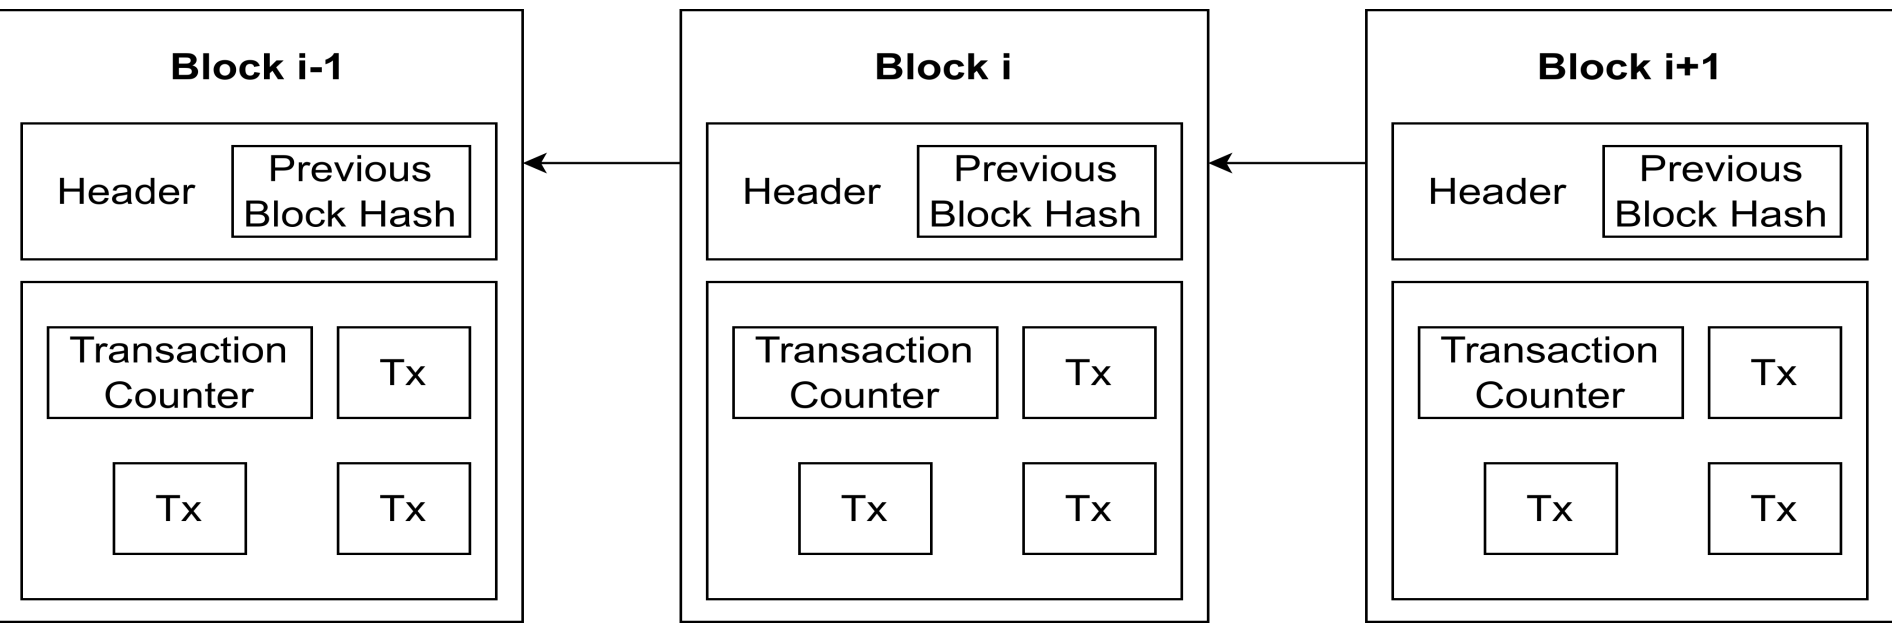 Block i-1
Header
Previous
Block Hash
Transaction
Counter
Tx
Tx
Tx
Block i
Header
Previous
Block Hash
Transaction
Counter
Tx
Tx
Tx
Block i+1
Header
Previous
Block Hash
Transaction
Counter
Tx
Tx
Tx